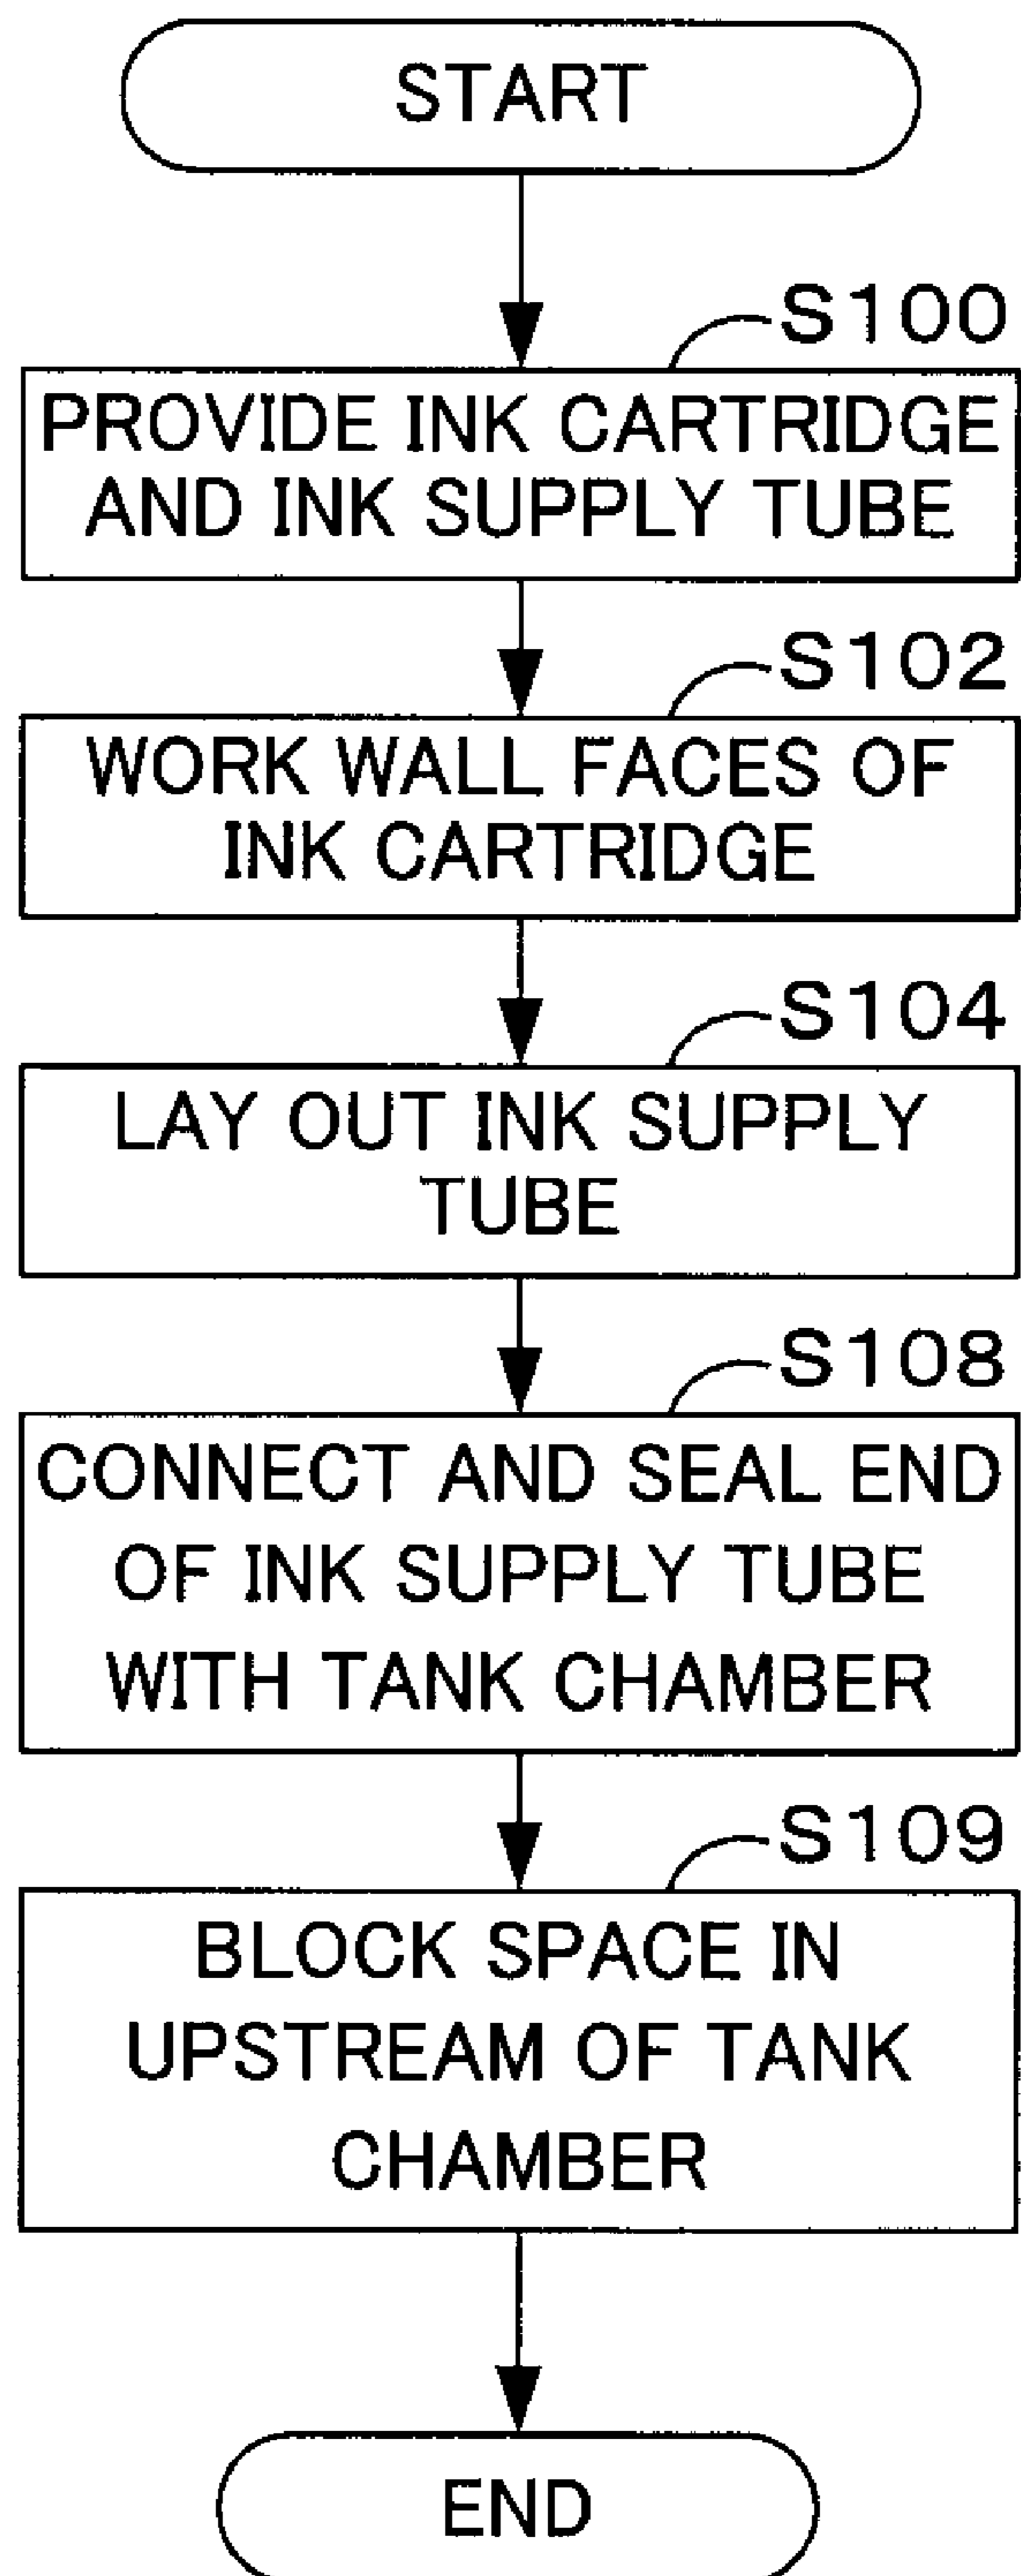 START
S100
PROVIDE INK CARTRIDGE
AND INK SUPPLY TUBE
S102
WORK WALL FACES OF
INK CARTRIDGE
S104
LAY OUT INK SUPPLY
TUBE
S108
CONNECT AND SEAL END
OF INK SUPPLY TUBE
WITH TANK CHAMBER
S109
BLOCK SPACE IN
UPSTREAM OF TANK
CHAMBER
END